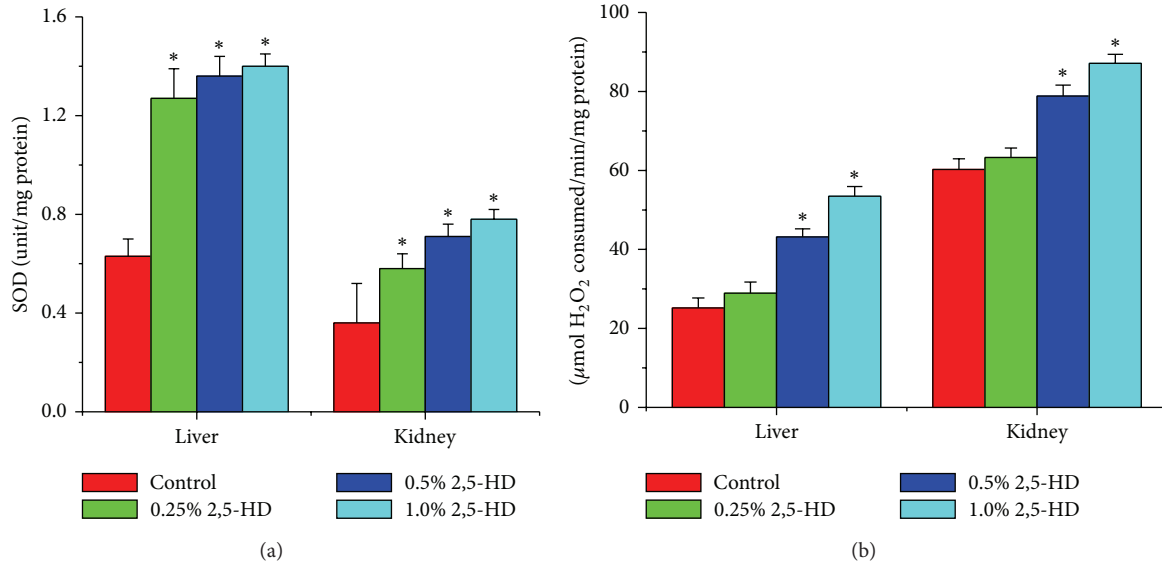 1.6
1.2
0.8
0.4
0.0
SOD (unit/mg protein)
* * *
* * *
Liver Kidney
Control 0.5% 2,5-HD
0.25% 2,5-HD 1.0% 2,5-HD
(a)
100
80
60
40
20
0
(μmol H₂O₂ consumed/min/mg protein)
* *
* *
Liver Kidney
Control 0.5% 2,5-HD
0.25% 2,5-HD 1.0% 2,5-HD
(b)